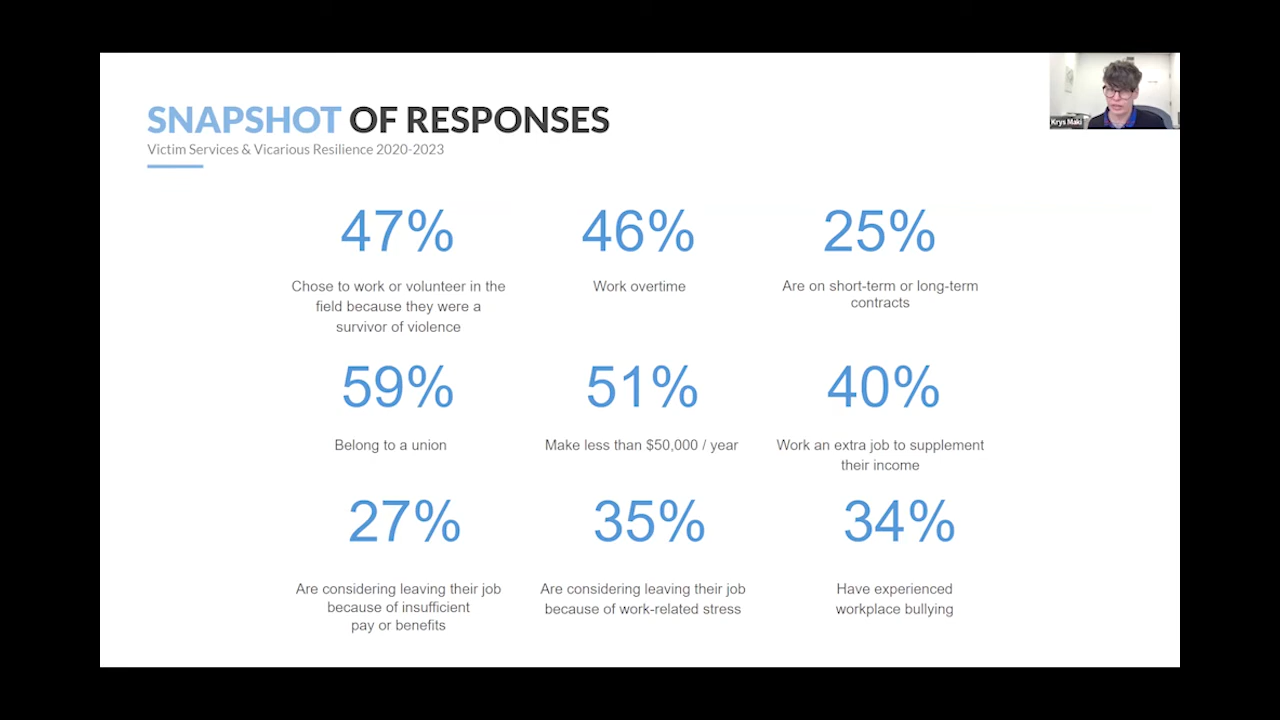 SNAPSHOT OF RESPONSES
Victim Services & Vicarious Resilience 2020-2023
Krys Maki
47% 46% 25%
Chose to work or volunteer in the
field because they were a
survivor of violence
Work overtime
Are on short-term or long-term
contracts
59% 51% 40%
Belong to a union
Make less than $50,000 / year
Work an extra job to supplement
their income
27% 35% 34%
Are considering leaving their job
because of insufficient
pay or benefits
Are considering leaving their job
because of work-related stress
Have experienced
workplace bullying